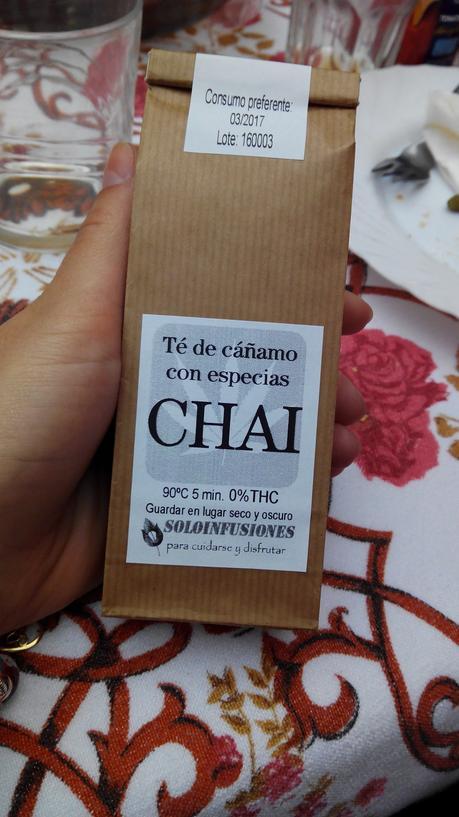 Consumo preferente:
03/2017
Lote: 160003
Té de cáñamo
con especias
CHAI
90ºC 5 min. 0%THC
Guardar en lugar seco y oscuro
SOLOINFUSIONES
para cuidarse y disfrutar